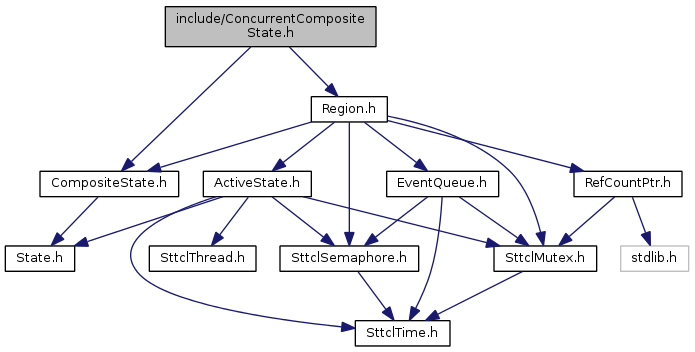 include/ConcurrentComposite
State.h
Region.h
CompositeState.h
ActiveState.h
EventQueue.h
RefCountPtr.h
State.h
SttclThread.h
SttclSemaphore.h
SttclMutex.h
stdlib.h
SttclTime.h